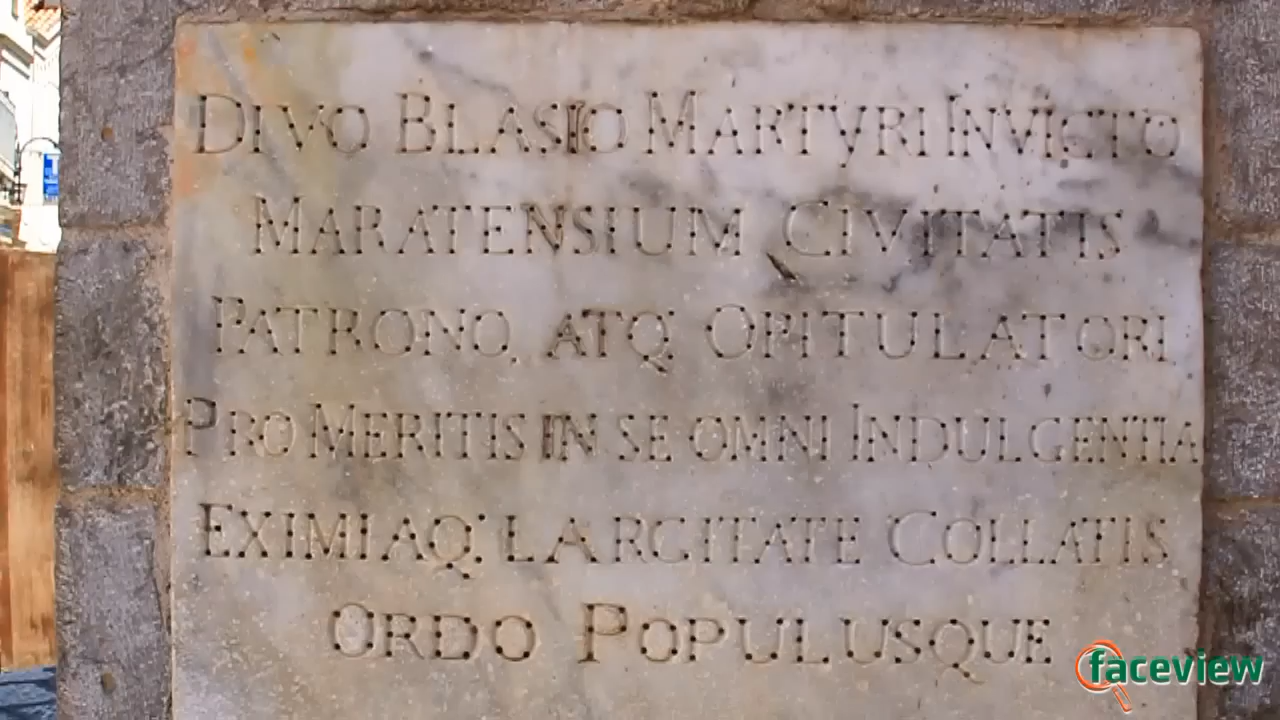 DIVO BLASIO MARTYRI INVICTO
MARATENSIUM CIVITATIS
PATRONO, ATQ. OPITULATORI
PRO MERITIS IN SE OMNI INDULGENTIA
EXIMIAQ: LARGITATE COLLATIS
ORDO POPULUSQUE
faceview